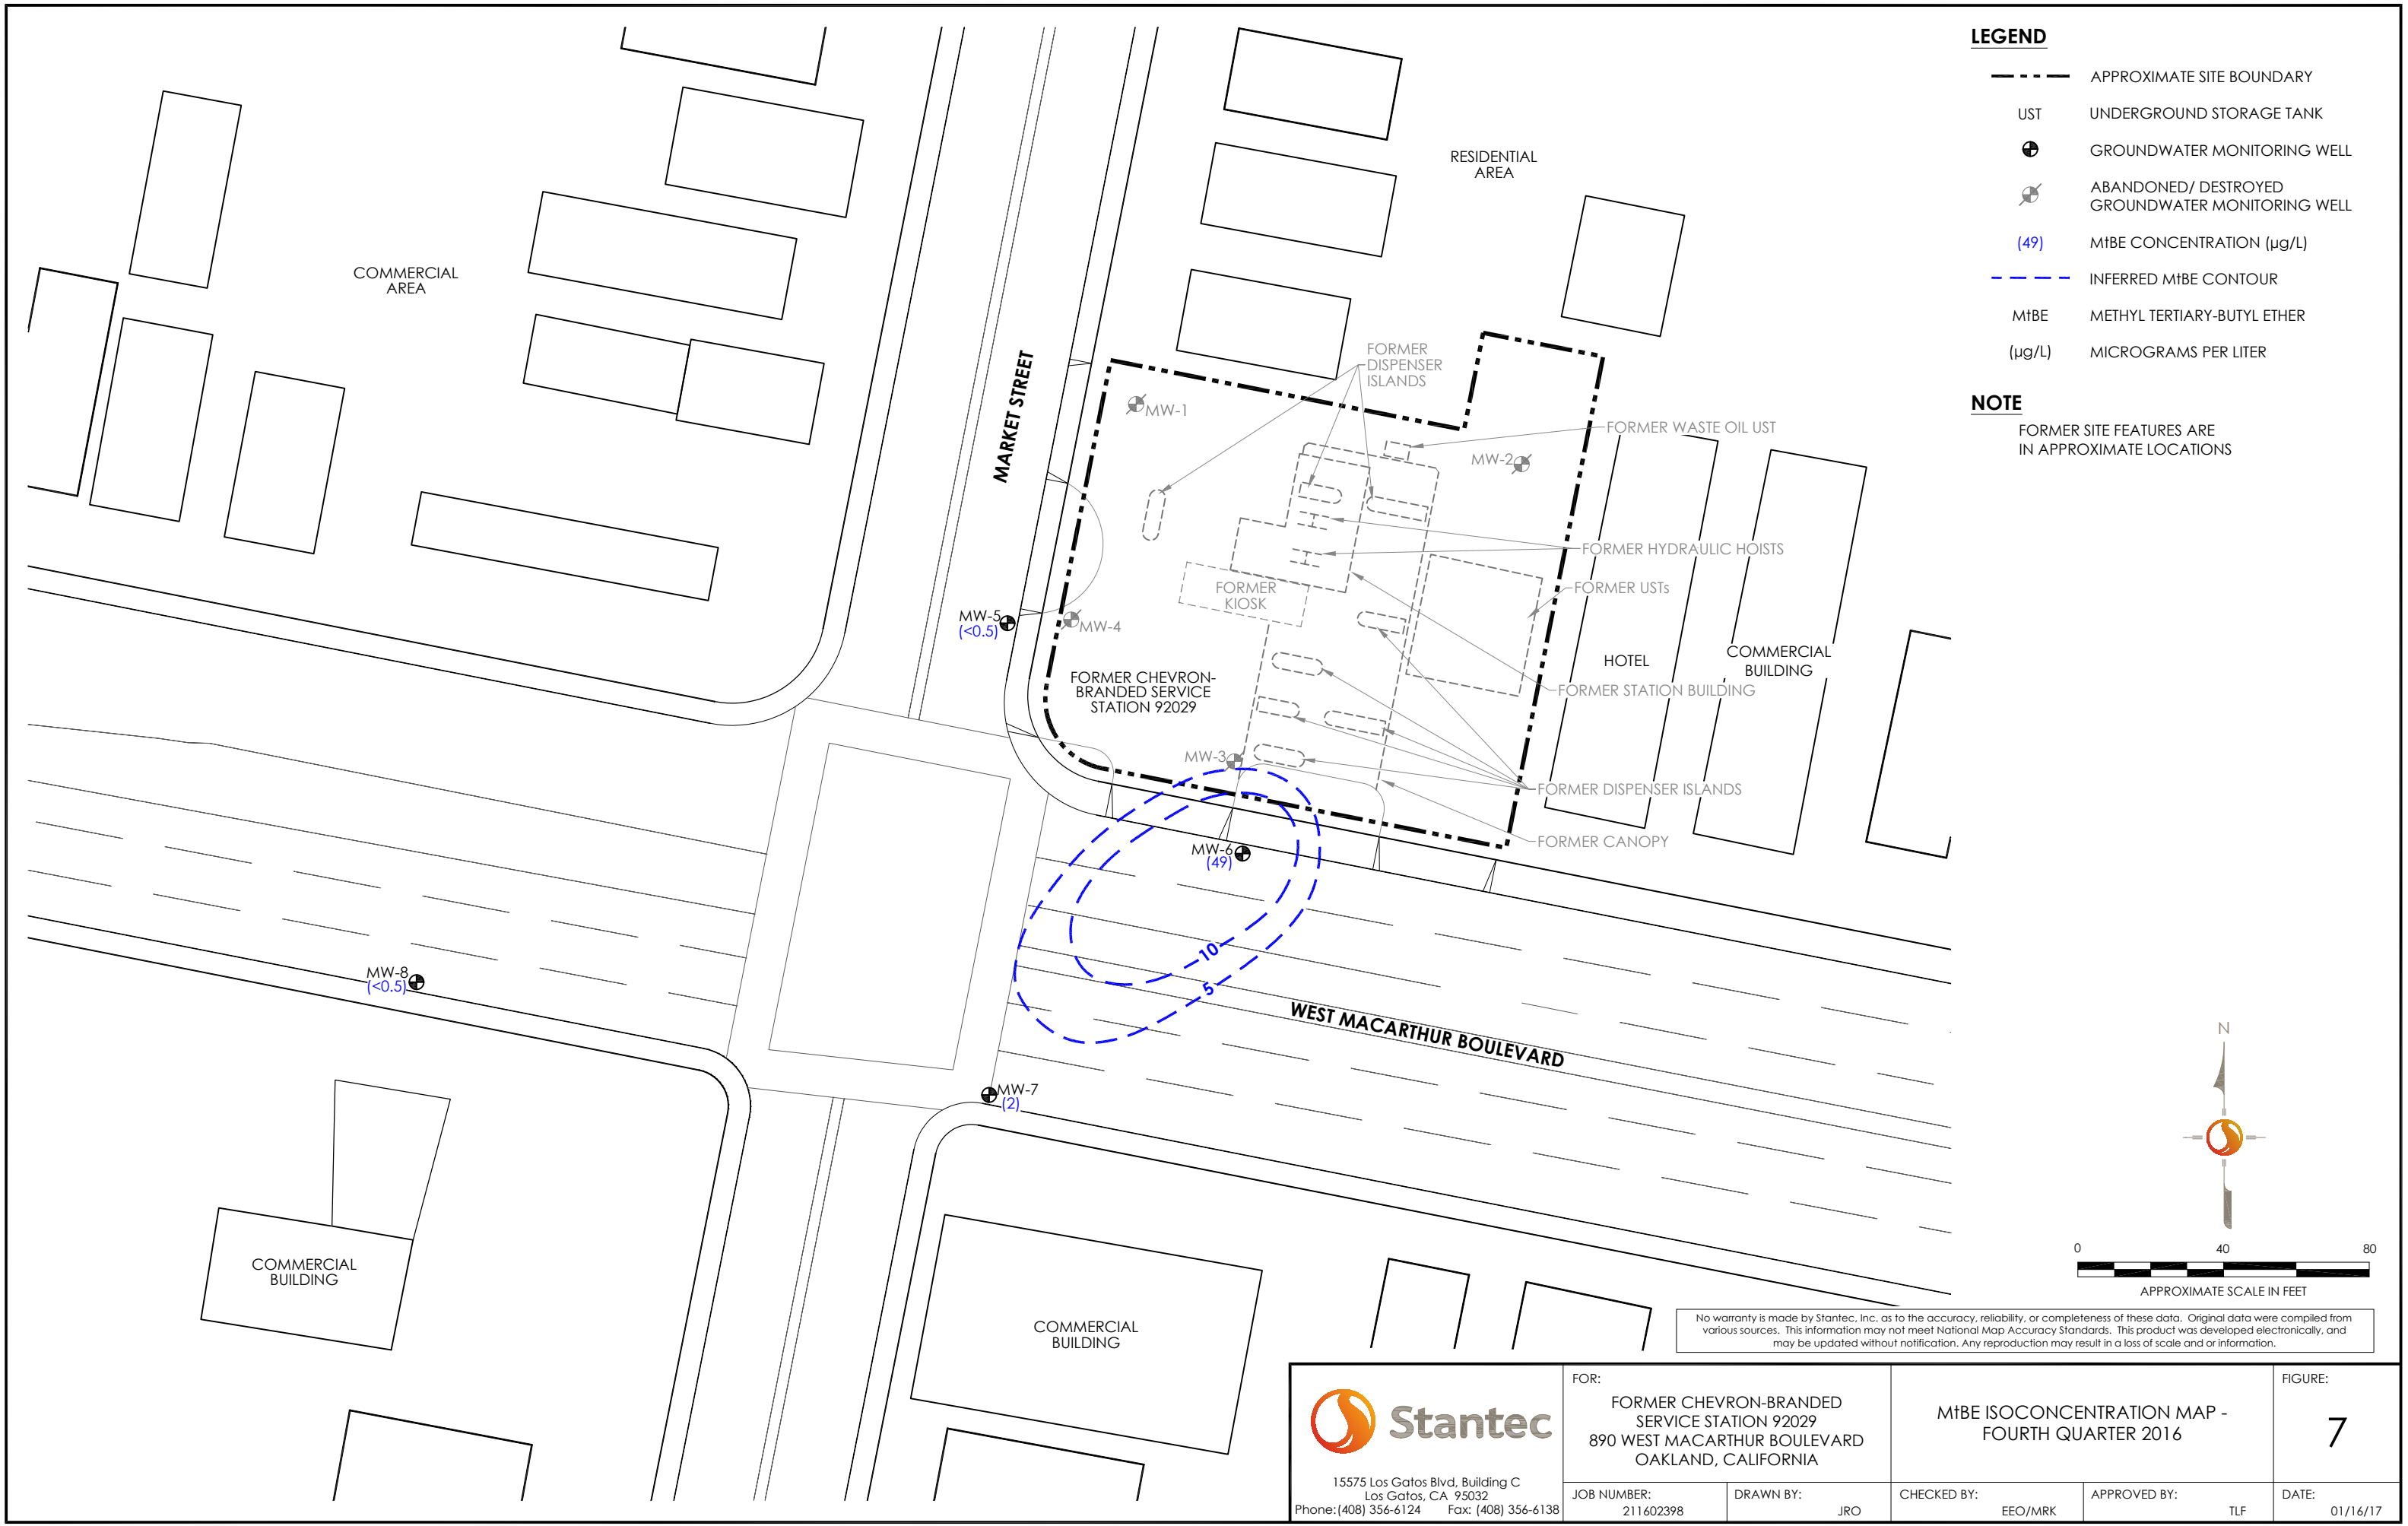 LEGEND
APPROXIMATE SITE BOUNDARY
UST UNDERGROUND STORAGE TANK
GROUNDWATER MONITORING WELL
ABANDONED/ DESTROYED
GROUNDWATER MONITORING WELL
(49) MtBE CONCENTRATION (µg/L)
INFERRED MtBE CONTOUR
MtBE METHYL TERTIARY-BUTYL ETHER
(µg/L) MICROGRAMS PER LITER
NOTE
FORMER SITE FEATURES ARE
IN APPROXIMATE LOCATIONS
RESIDENTIAL
AREA
COMMERCIAL
AREA
MARKET STREET
FORMER
DISPENSER
ISLANDS
MW-1
FORMER WASTE OIL UST
MW-2
FORMER HYDRAULIC HOISTS
FORMER
KIOSK
FORMER USTs
MW-5
(<0.5)
MW-4
HOTEL
COMMERCIAL
BUILDING
FORMER CHEVRON-
BRANDED SERVICE
STATION 92029
FORMER STATION BUILDING
MW-3
FORMER DISPENSER ISLANDS
FORMER CANOPY
MW-6
(49)
10
5
MW-8
(<0.5)
WEST MACARTHUR BOULEVARD
MW-7
(2)
COMMERCIAL
BUILDING
COMMERCIAL
BUILDING
N
0 40 80
APPROXIMATE SCALE IN FEET
No warranty is made by Stantec, Inc. as to the accuracy, reliability, or completeness of these data. Original data were compiled from
various sources. This information may not meet National Map Accuracy Standards. This product was developed electronically, and
may be updated without notification. Any reproduction may result in a loss of scale and or information.
Stantec
15575 Los Gatos Blvd, Building C
Los Gatos, CA 95032
Phone:(408) 356-6124 Fax: (408) 356-6138
FOR:
FORMER CHEVRON-BRANDED
SERVICE STATION 92029
890 WEST MACARTHUR BOULEVARD
OAKLAND, CALIFORNIA
MtBE ISOCONCENTRATION MAP -
FOURTH QUARTER 2016
FIGURE:
7
JOB NUMBER:
211602398
DRAWN BY:
JRO
CHECKED BY:
EEO/MRK
APPROVED BY:
TLF
DATE:
01/16/17